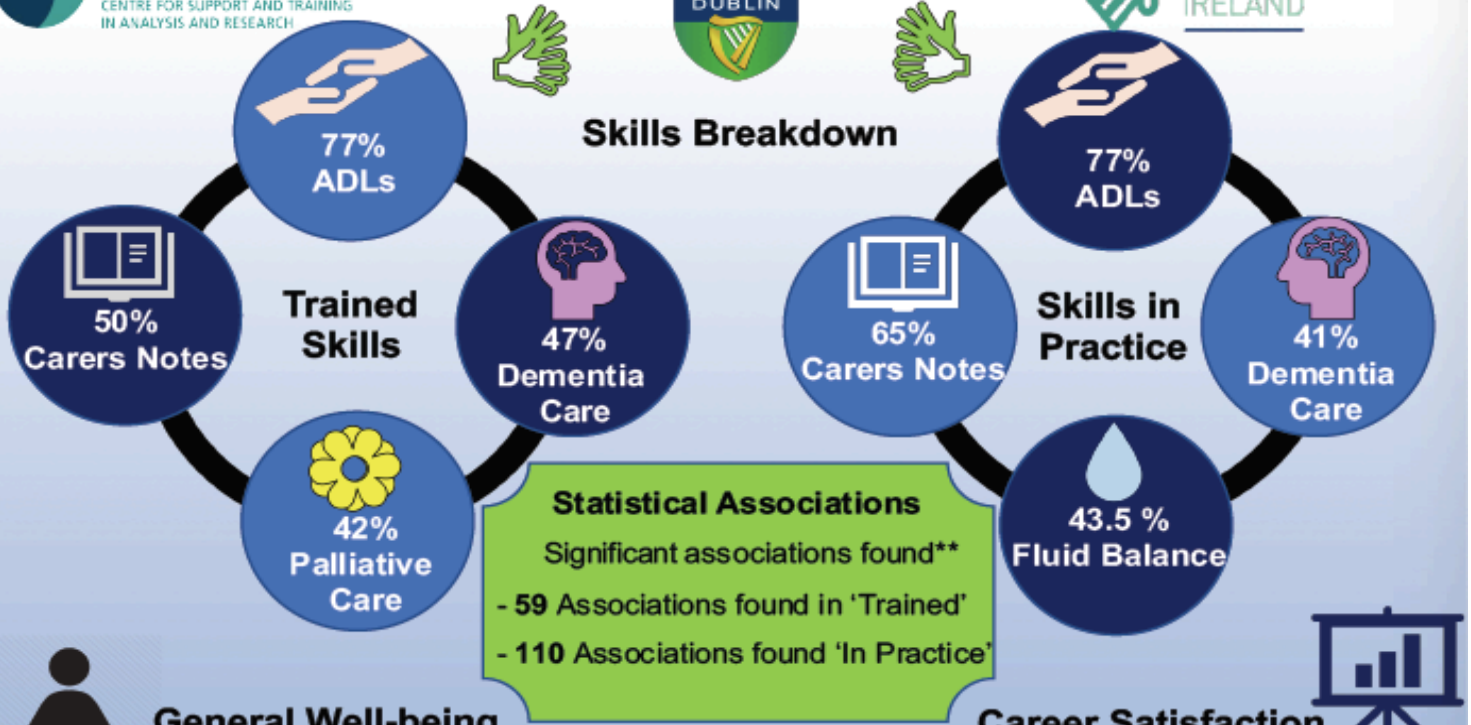 CENTRE FOR SUPPORT AND TRAINING
IN ANALYSIS AND RESEARCH
DUBLIN
IRELAND
Skills Breakdown
77%
ADLs
50%
Carers Notes
Trained
Skills
47%
Dementia
Care
42%
Palliative
Care
77%
ADLs
65%
Carers Notes
Skills in
Practice
41%
Dementia
Care
43.5 %
Fluid Balance
Statistical Associations
Significant associations found**
- 59 Associations found in ‘Trained’
- 110 Associations found ‘In Practice’
General Well-being
Career Satisfaction